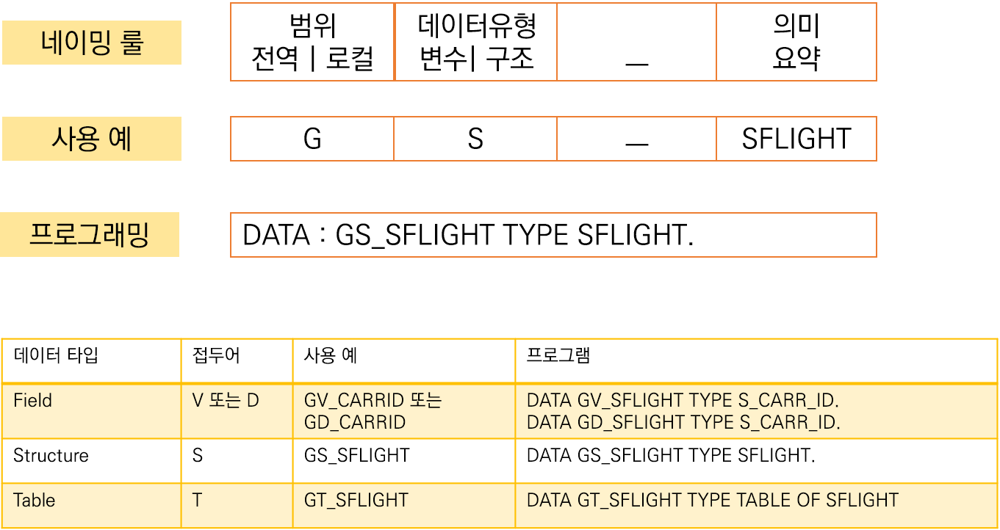 네이밍 룰
범위
전역 | 로컬
데이터유형
변수| 구조
_
의미
요약
사용 예
G
S
_
SFLIGHT
프로그래밍
DATA : GS_SFLIGHT TYPE SFLIGHT.
데이터 타입
접두어
사용 예
프로그램
Field
V 또는 D
GV_CARRID 또는
GD_CARRID
DATA GV_SFLIGHT TYPE S_CARR_ID.
DATA GD_SFLIGHT TYPE S_CARR_ID.
Structure
S
GS_SFLIGHT
DATA GS_SFLIGHT TYPE SFLIGHT.
Table
T
GT_SFLIGHT
DATA GT_SFLIGHT TYPE TABLE OF SFLIGHT